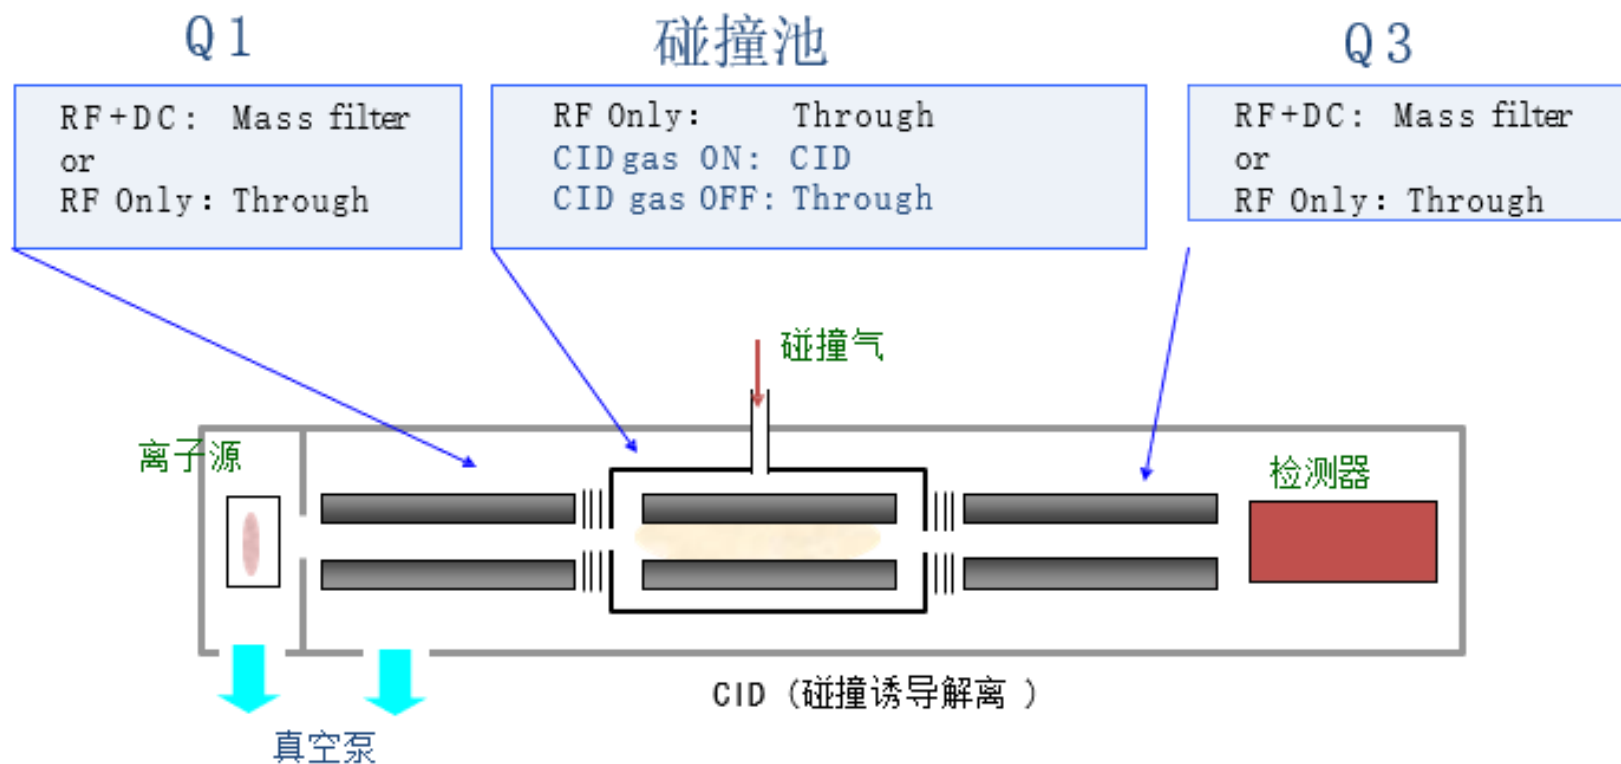 Q1
碰撞池
Q3
RF+DC: Mass filter
or
RF Only: Through
RF Only: Through
CID gas ON: CID
CID gas OFF: Through
RF+DC: Mass filter
or
RF Only: Through
碰撞气
离子源
检测器
CID (碰撞诱导解离 )
真空泵